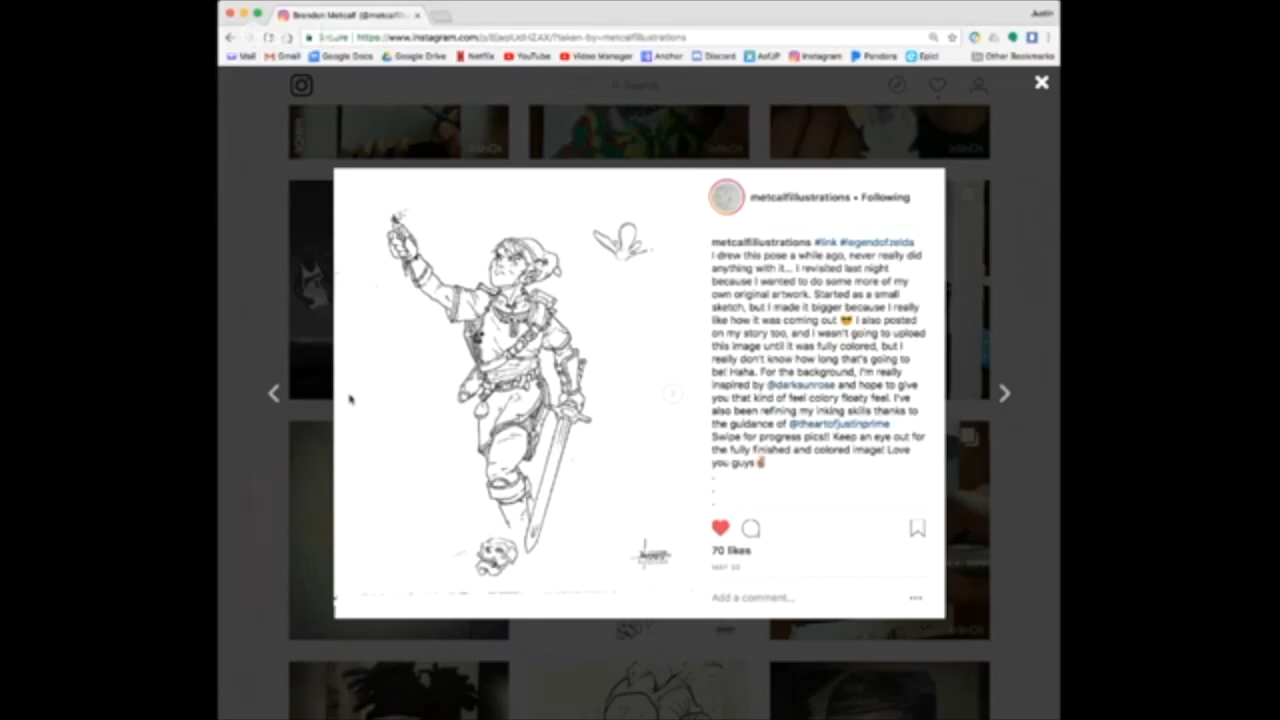 Brandon Metcalf (@metcalfil
Justin
Secure
https://www.instagram.com/p/
/?taken-by=metcalfillustrations
Mail Gmail Google Docs Google Drive Netflix YouTube Video Manager Anchor Discord AofJP Instagram Pandora Epic! Other Bookmarks
Search
metcalfillustrations • Following
metcalfillustrations #link #legendofzelda
I drew this pose a while ago, never really did
anything with it... I revisited last night
because I wanted to do some more of my
own original artwork. Started as a small
sketch, but I made it bigger because I really
like how it was coming out 😎 I also posted
on my story too, and I wasn't going to upload
this image until it was fully colored, but I
really don't know how long that's going to
be! Haha. For the background, I'm really
inspired by @darksunrose and hope to give
you that kind of feel colory floaty feel. I've
also been refining my inking skills thanks to
the guidance of @theartofjustinprime
Swipe for progress pics!! Keep an eye out for
the fully finished and colored image! Love
you guys✌🏽
.
.
.
70 likes
MAY 30
Add a comment...